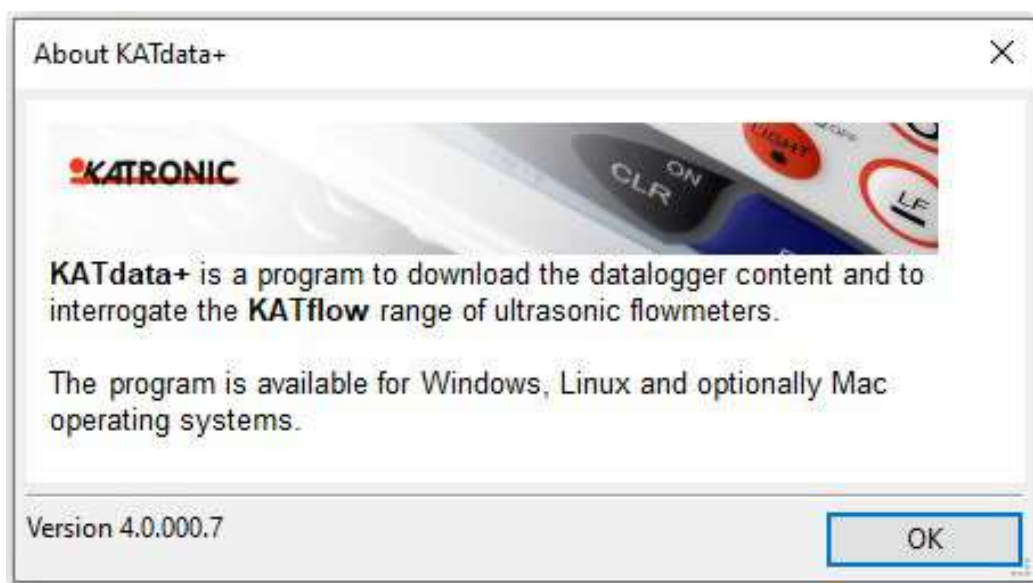 About KATdata+
KATRONIC
ON
CLR
LIGHT
OFF
LF
KATdata+ is a program to download the datalogger content and to
interrogate the KATflow range of ultrasonic flowmeters.
The program is available for Windows, Linux and optionally Mac
operating systems.
Version 4.0.000.7
OK